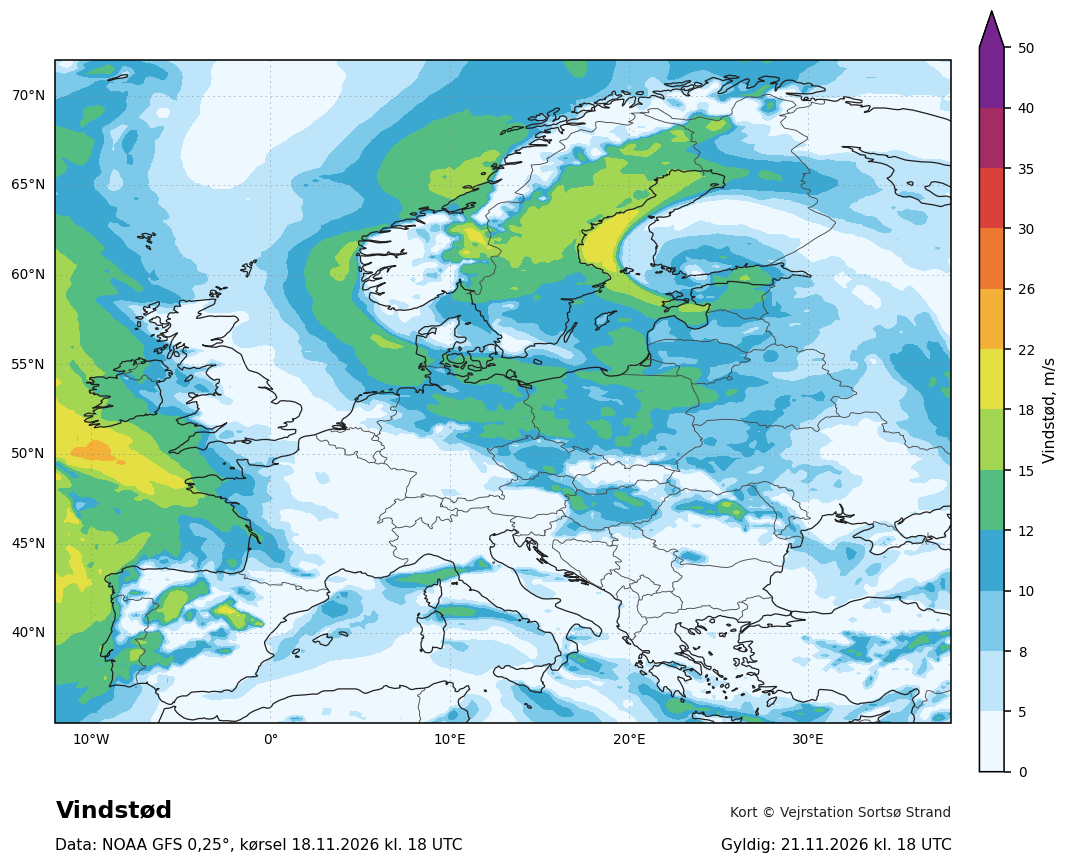 50
40
35
30
26
22
18
15
12
10
8
5
0
Vindstød, m/s
70°N
65°N
60°N
55°N
50°N
45°N
40°N
10°W
0°
10°E
20°E
30°E
Vindstød
Kort © Vejrstation Sortsø Strand
Data: NOAA GFS 0,25°, kørsel 18.11.2026 kl. 18 UTC
Gyldig: 21.11.2026 kl. 18 UTC